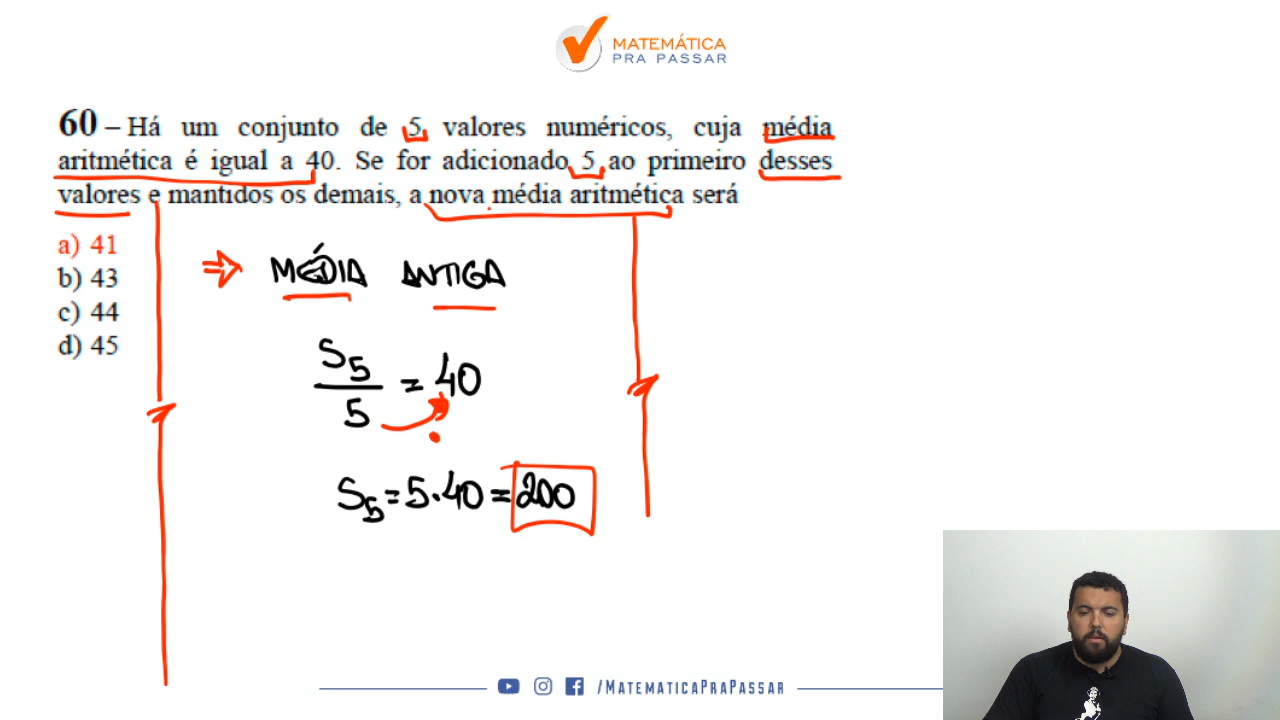 MATEMÁTICA
PRA PASSAR
60 – Há um conjunto de 5 valores numéricos, cuja média
aritmética é igual a 40. Se for adicionado 5 ao primeiro desses
valores e mantidos os demais, a nova média aritmética será
a) 41
b) 43
c) 44
d) 45
⇒ MÉDIA ANTIGA
S5/5 = 40
S5 = 5.40 = 200
/MatematicaPraPassar